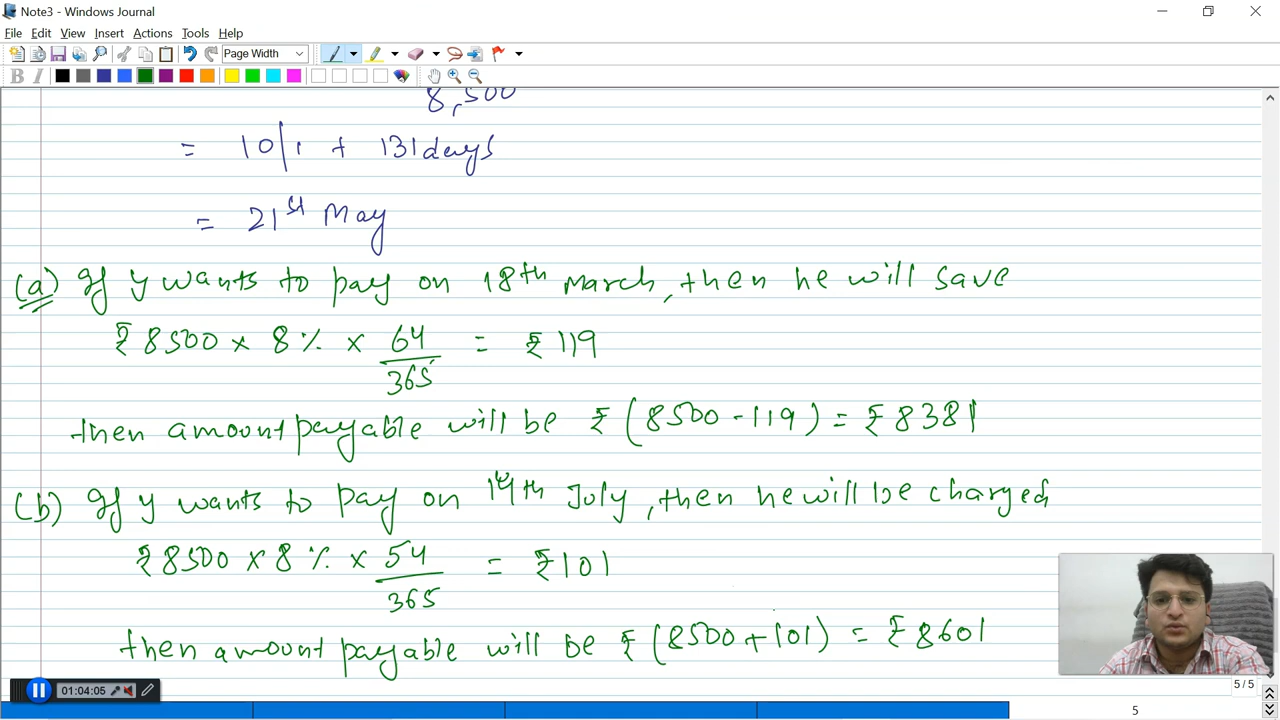 Note3 - Windows Journal
File Edit View Insert Actions Tools Help
Page Width
B I
8,500
= 10/1 + 131 days
= 21st May
(a) If Y wants to pay on 18th March, then he will save
₹8500 × 8% × 64/365 = ₹119
then amount payable will be ₹(8500 - 119) = ₹8381
(b) If Y wants to pay on 14th July, then he will be charged
₹8500 × 8% × 54/365 = ₹101
then amount payable will be ₹(8500 + 101) = ₹8601
01:04:05
5/5
5